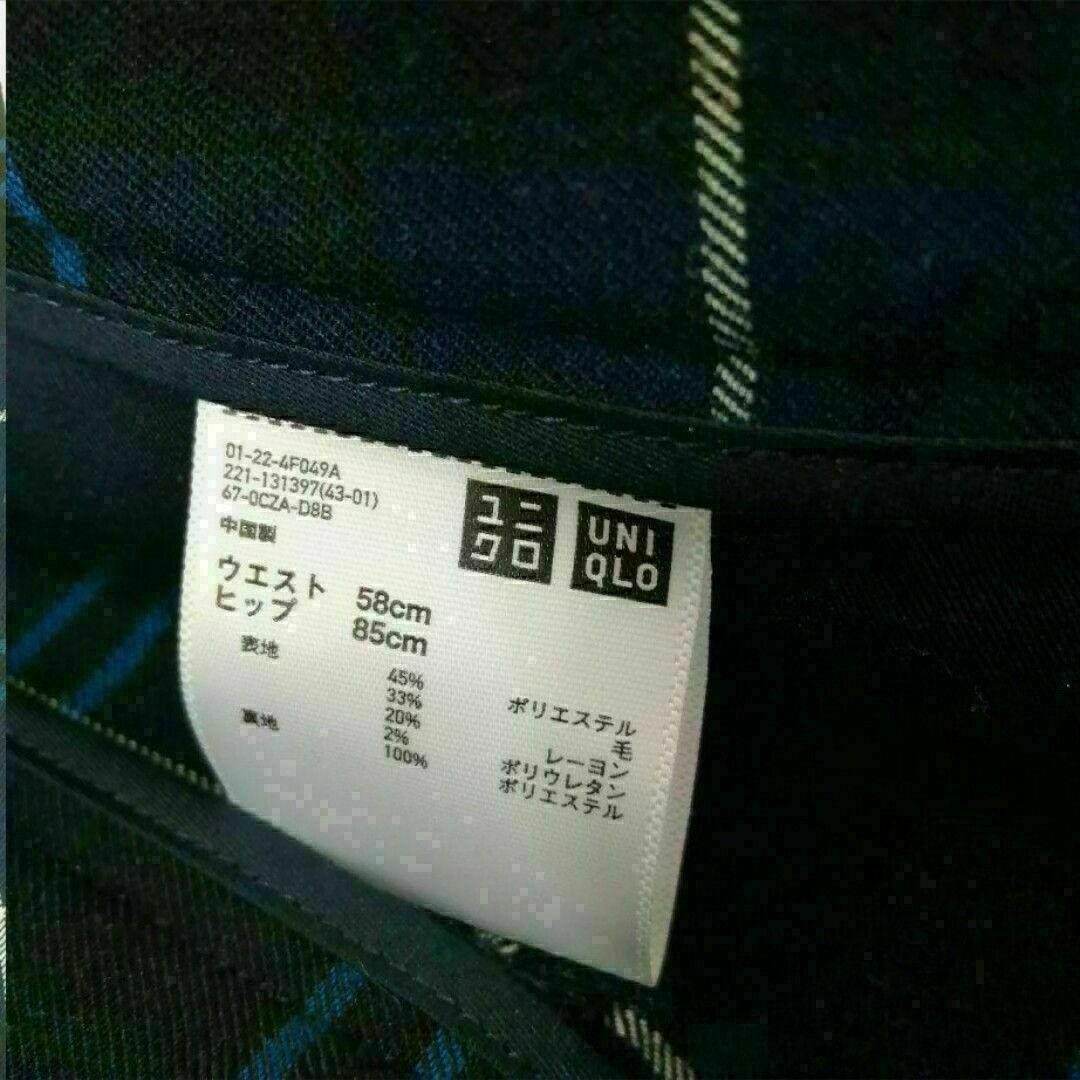 01-22-4F049A
221-131397(43-01)
67-0CZA-D8B
中国製
ユニ
クロ
UNI
QLO
ウエスト 58cm
ヒップ 85cm
表地 45% ポリエステル
33% 毛
20% レーヨン
2% ポリウレタン
裏地 100% ポリエステル